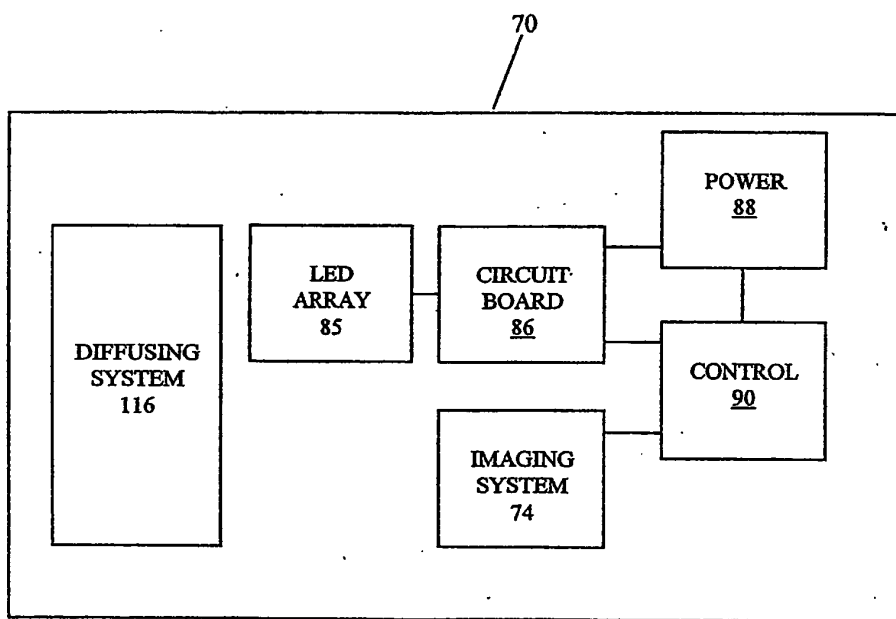 70
POWER
88
LED
ARRAY
85
CIRCUIT
BOARD
86
DIFFUSING
SYSTEM
116
CONTROL
90
IMAGING
SYSTEM
74